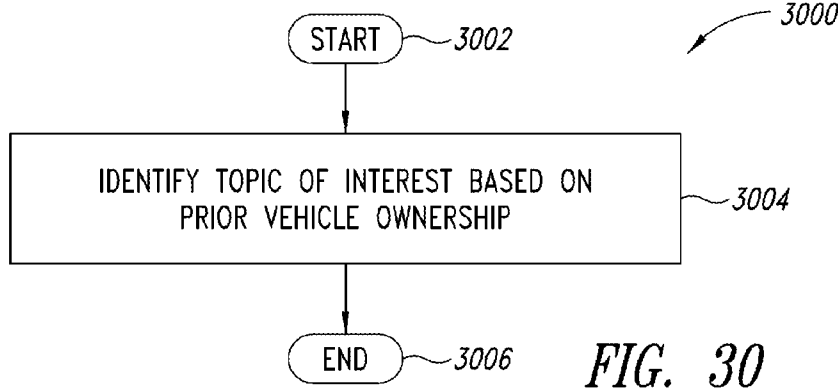 3000
START
3002
IDENTIFY TOPIC OF INTEREST BASED ON
PRIOR VEHICLE OWNERSHIP
3004
END
3006
FIG. 30